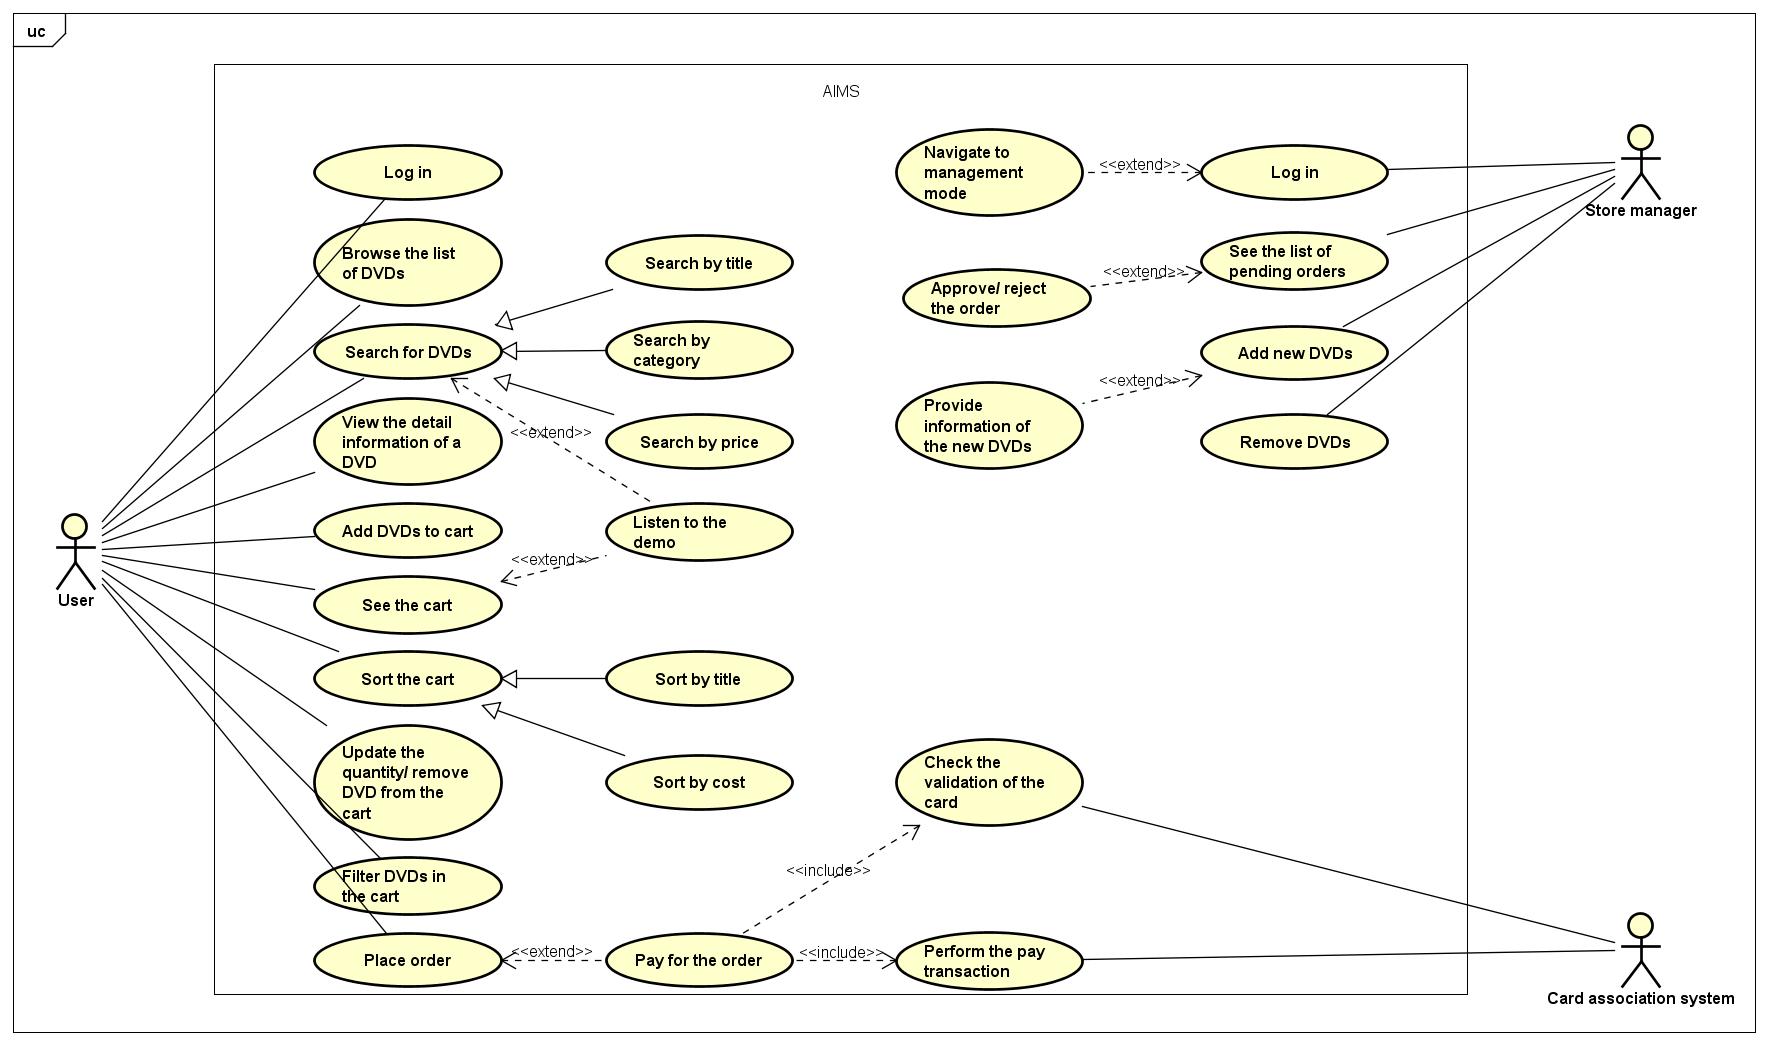 uc
AIMS
Log in
Browse the list
of DVDs
Search for DVDs
View the detail
information of a
DVD
Add DVDs to cart
See the cart
Sort the cart
Update the
quantity/ remove
DVD from the
cart
Filter DVDs in
the cart
Place order
User
Search by title
Search by
category
Search by price
<<extend>>
Listen to the
demo
<<extend>>
Sort by title
Sort by cost
<<extend>>
Pay for the order
<<include>>
<<include>>
Check the
validation of the
card
Perform the pay
transaction
Navigate to
management
mode
<<extend>>
Log in
Approve/ reject
the order
<<extend>>
See the list of
pending orders
Provide
information of
the new DVDs
<<extend>>
Add new DVDs
Remove DVDs
Store manager
Card association system